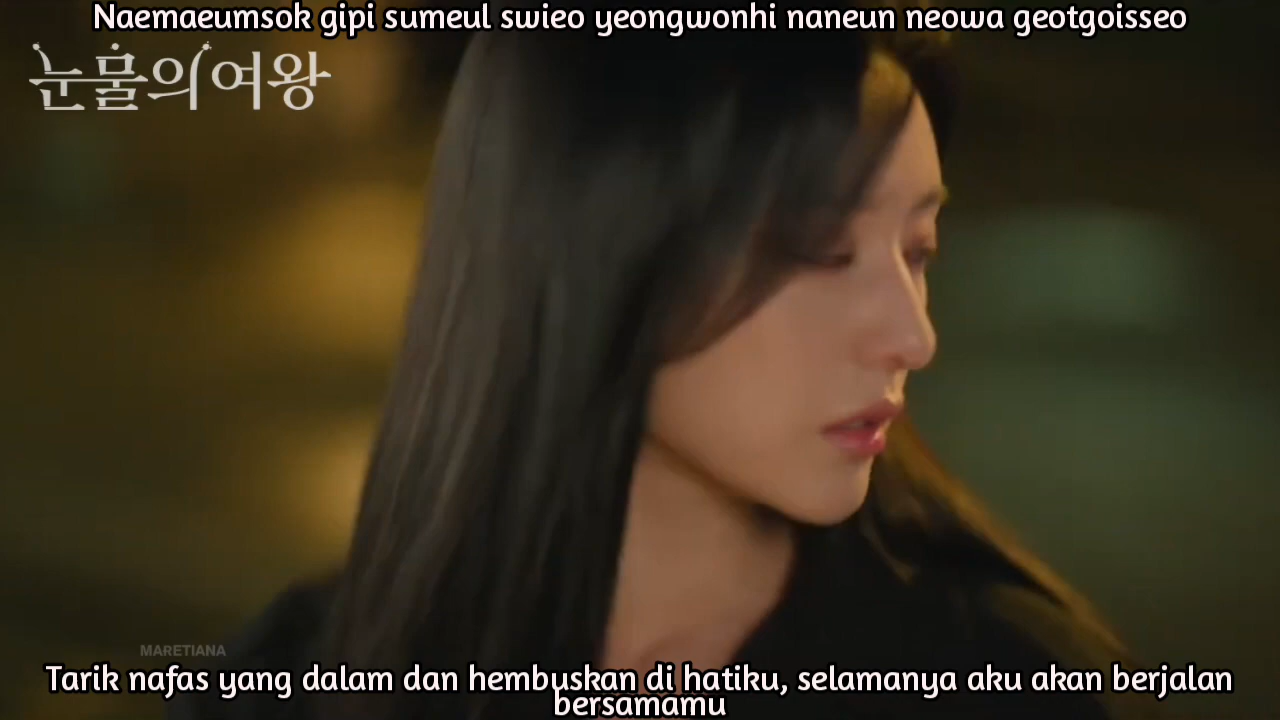 Naemaeumsok gipi sumeul swieo yeongwonhi naneun neowa geotgoisseo
눈물의 여왕
MARETIANA
Tarik nafas yang dalam dan hembuskan di hatiku, selamanya aku akan berjalan
bersamamu